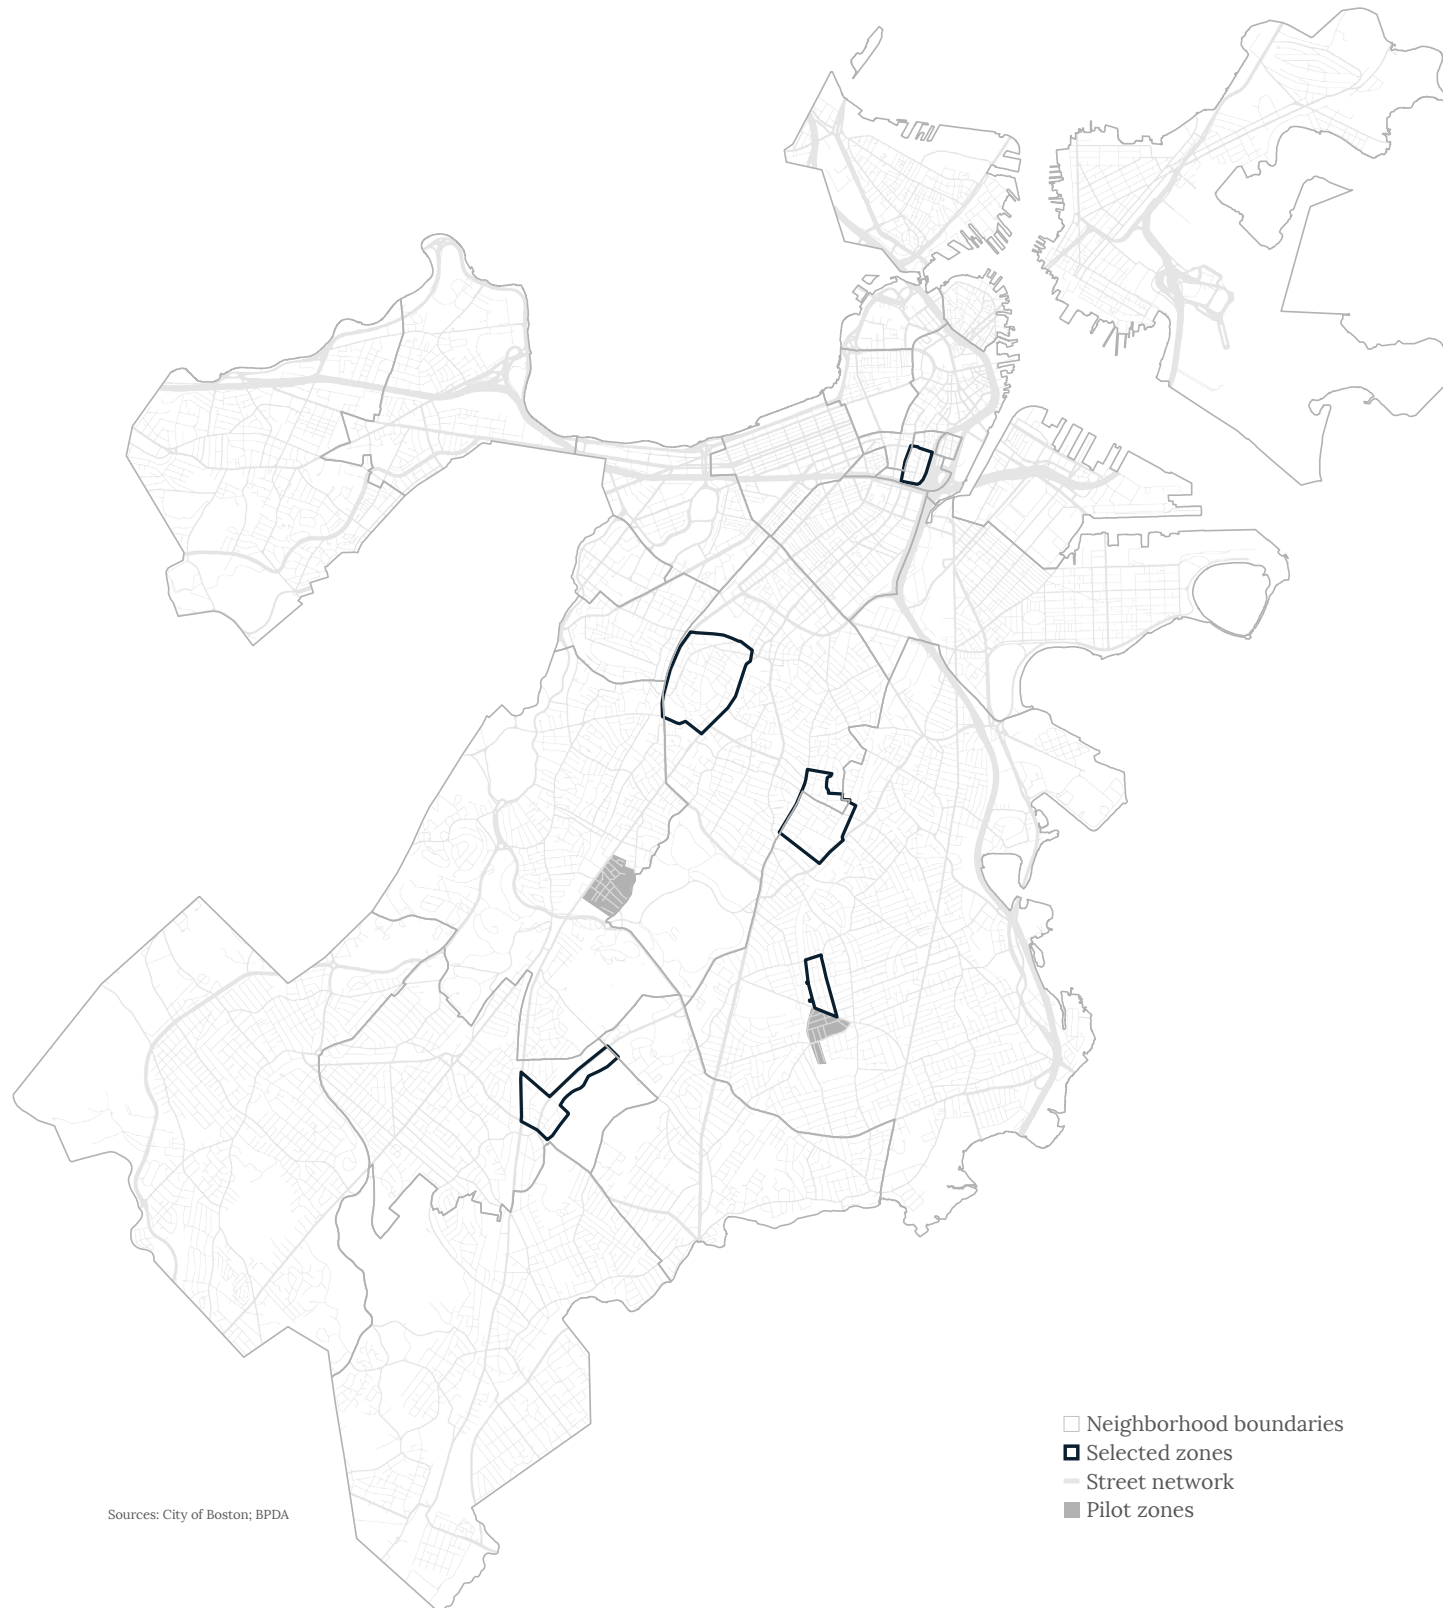 Neighborhood boundaries
Selected zones
Street network
Pilot zones
Sources: City of Boston; BPDA